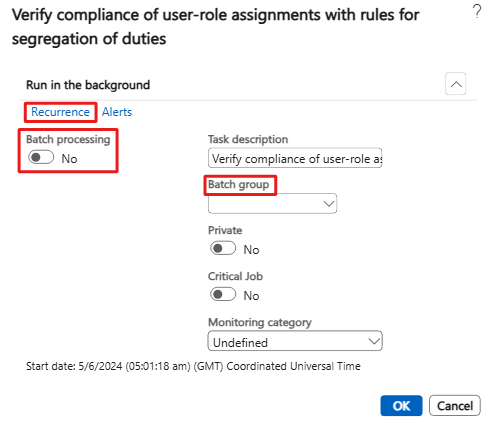 Verify compliance of user-role assignments with rules for
segregation of duties
?
Run in the background
Recurrence Alerts
Batch processing
No
Task description
Verify compliance of user-role as
Batch group
Private
No
Critical Job
No
Monitoring category
Undefined
Start date: 5/6/2024 (05:01:18 am) (GMT) Coordinated Universal Time
OK Cancel